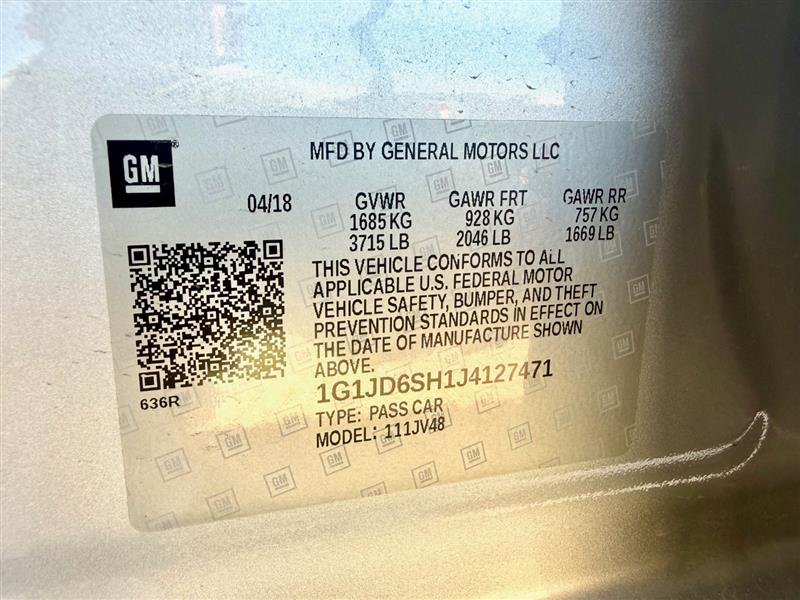 GM
MFD BY GENERAL MOTORS LLC
04/18 GVWR GAWR FRT GAWR RR
1685 KG 928 KG 757 KG
3715 LB 2046 LB 1669 LB
THIS VEHICLE CONFORMS TO ALL
APPLICABLE U.S. FEDERAL MOTOR
VEHICLE SAFETY, BUMPER, AND THEFT
PREVENTION STANDARDS IN EFFECT ON
THE DATE OF MANUFACTURE SHOWN
ABOVE.
636R
1G1JD6SH1J4127471
TYPE: PASS CAR
MODEL: 111JV48